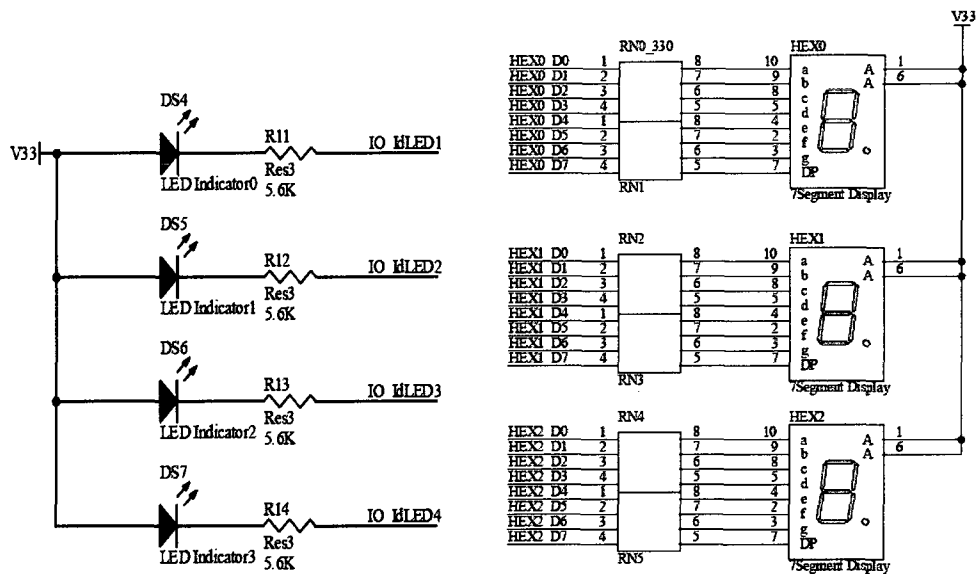 V33
DS4
R11
IO_IdLED1
Res3
LED Indicator0
5.6K
DS5
R12
IO_IdLED2
Res3
LED Indicator1
5.6K
DS6
R13
IO_IdLED3
Res3
LED Indicator2
5.6K
DS7
R14
IO_IdLED4
Res3
LED Indicator3
5.6K
V33
RN0_330 HEX0
HEX0_D0 1 8 10 a A 1
HEX0_D1 2 7 9 b A 6
HEX0_D2 3 6 8 c
HEX0_D3 4 5 5 d
HEX0_D4 1 8 4 e
HEX0_D5 2 7 2 f
HEX0_D6 3 6 3 g
HEX0_D7 4 5 7 DP
RN1 7Segment Display
RN2 HEX1
HEX1_D0 1 8 10 a A 1
HEX1_D1 2 7 9 b A 6
HEX1_D2 3 6 8 c
HEX1_D3 4 5 5 d
HEX1_D4 1 8 4 e
HEX1_D5 2 7 2 f
HEX1_D6 3 6 3 g
HEX1_D7 4 5 7 DP
RN3 7Segment Display
RN4 HEX2
HEX2_D0 1 8 10 a A 1
HEX2_D1 2 7 9 b A 6
HEX2_D2 3 6 8 c
HEX2_D3 4 5 5 d
HEX2_D4 1 8 4 e
HEX2_D5 2 7 2 f
HEX2_D6 3 6 3 g
HEX2_D7 4 5 7 DP
RN5 7Segment Display